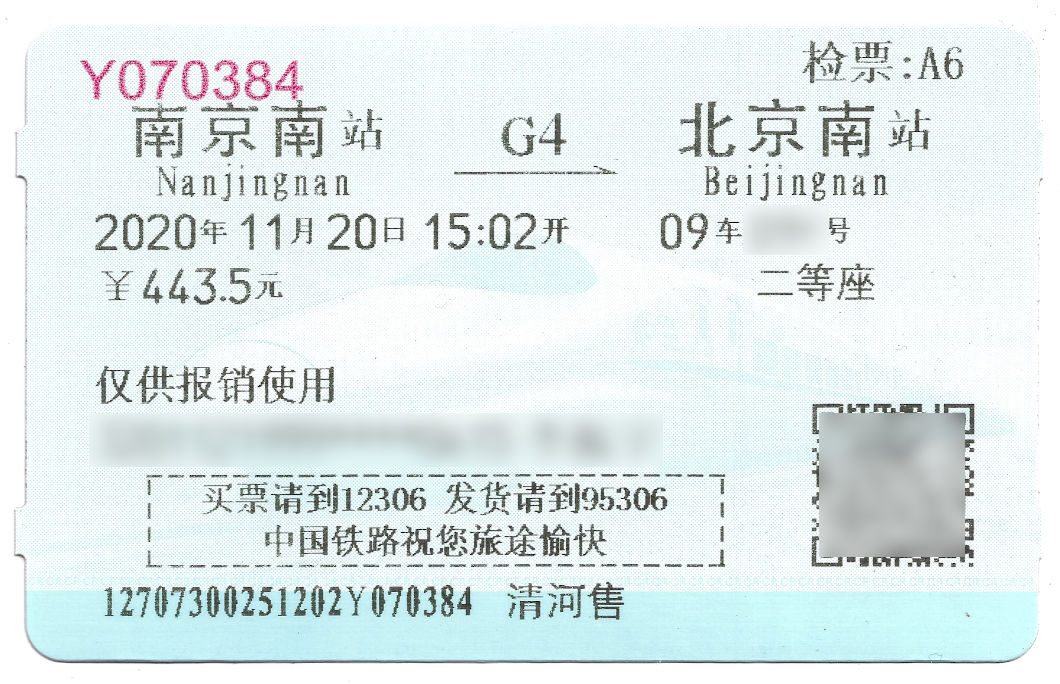 检票:A6
Y070384
南京南站 G4 北京南站
Nanjingnan Beijingnan
2020年11月20日 15:02开 09车 号
¥443.5元 二等座
仅供报销使用
买票请到12306 发货请到95306
中国铁路祝您旅途愉快
12707300251202Y070384 清河售